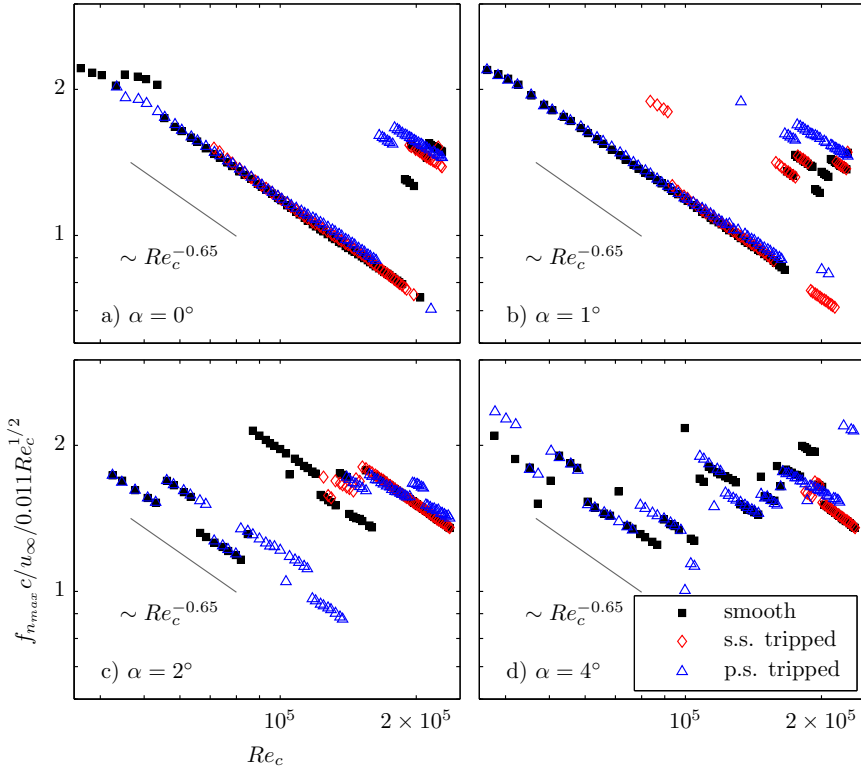 2
1
∼ Re_c^{−0.65}
a) α = 0°
∼ Re_c^{−0.65}
b) α = 1°
2
1
∼ Re_c^{−0.65}
c) α = 2°
∼ Re_c^{−0.65}
d) α = 4°
smooth
s.s. tripped
p.s. tripped
10^5
2 × 10^5
10^5
2 × 10^5
Re_c
f_{n_{max}} c/u_∞/0.011Re_c^{1/2}